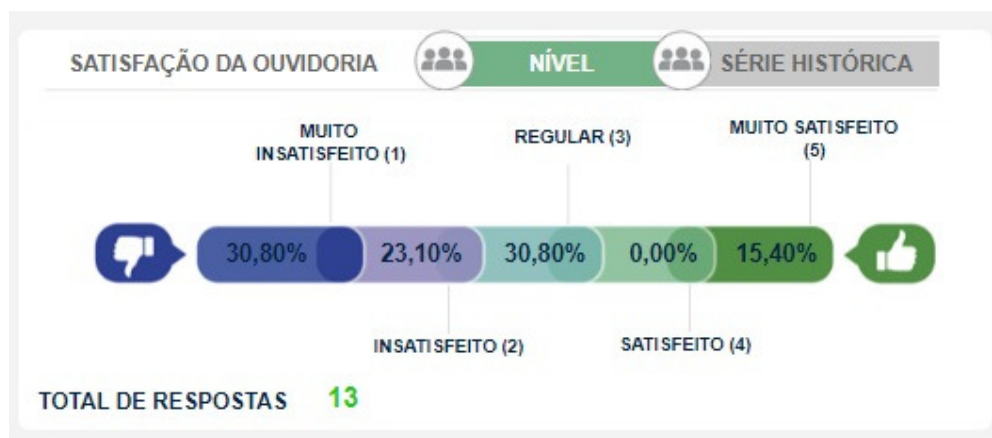 SATISFAÇÃO DA OUVIDORIA
NÍVEL
SÉRIE HISTÓRICA
MUITO
INSATISFEITO (1)
REGULAR (3)
MUITO SATISFEITO
(5)
30,80%
23,10%
30,80%
0,00%
15,40%
INSATISFEITO (2)
SATISFEITO (4)
TOTAL DE RESPOSTAS 13